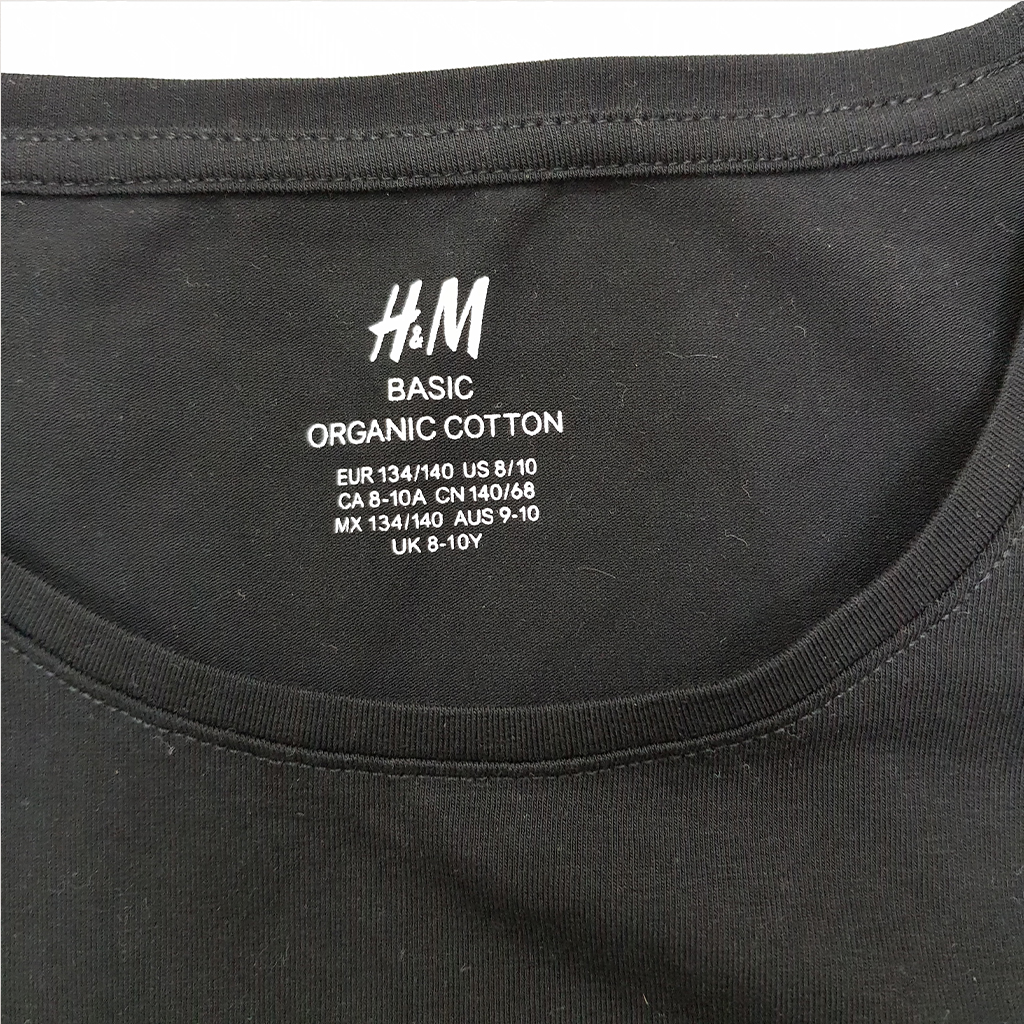 H&M
BASIC
ORGANIC COTTON
EUR 134/140 US 8/10
CA 8-10A CN 140/68
MX 134/140 AUS 9-10
UK 8-10Y